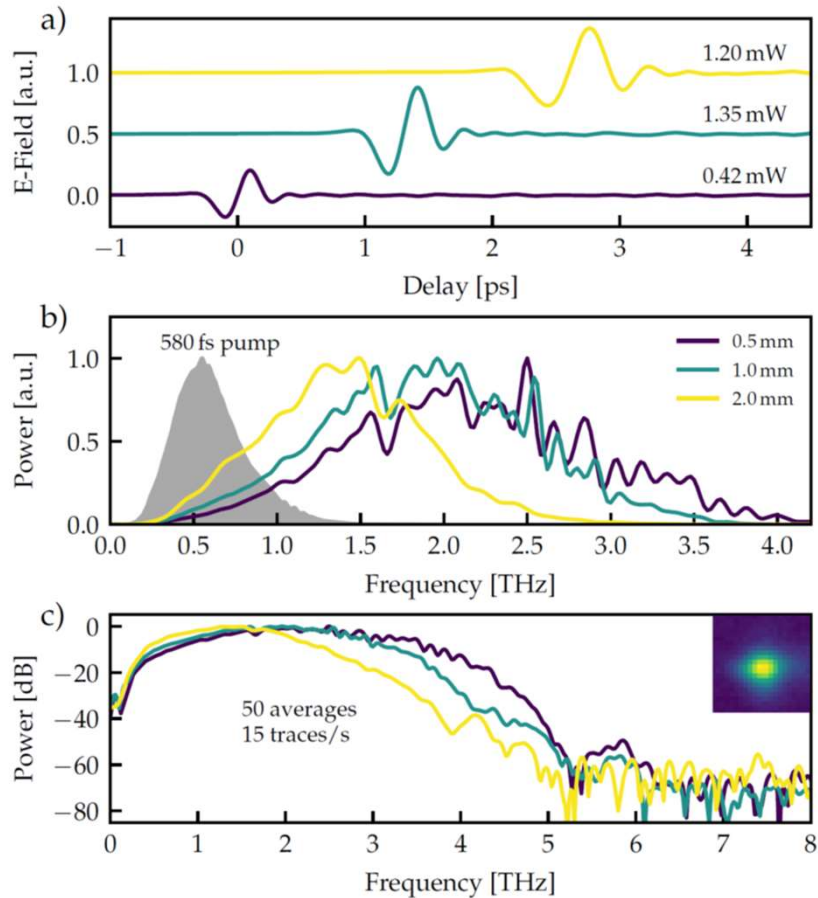 a)
E-Field [a.u.]
1.0
0.5
0.0
1.20 mW
1.35 mW
0.42 mW
−1 0 1 2 3 4
Delay [ps]
b)
Power [a.u.]
1.0
0.5
0.0
580 fs pump
0.5 mm
1.0 mm
2.0 mm
0.0 0.5 1.0 1.5 2.0 2.5 3.0 3.5 4.0
Frequency [THz]
c)
Power [dB]
0
−20
−40
−60
−80
50 averages
15 traces/s
0 1 2 3 4 5 6 7 8
Frequency [THz]